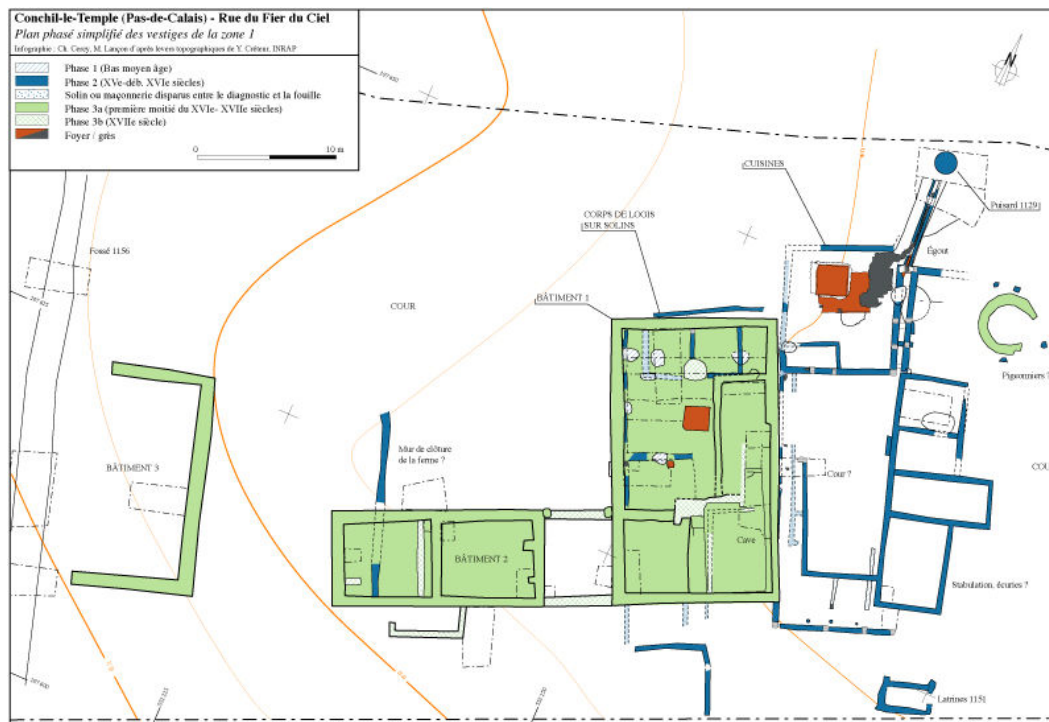 Conchil-le-Temple (Pas-de-Calais) - Rue du Fier du Ciel
Plan phasé simplifié des vestiges de la zone 1
Infographie : Ch. Cercy, M. Lançon d'après levers topographiques de Y. Créteur, INRAP
Phase 1 (Bas moyen âge)
Phase 2 (XVe-déb. XVIe siècles)
Solin ou maçonnerie disparus entre le diagnostic et la fouille
Phase 3a (première moitié du XVIe- XVIIe siècles)
Phase 3b (XVIIe siècle)
Foyer / grès
0 10 m
CUISINES
Puisard 1129
CORPS DE LOGIS
SUR SOLINS
Fossé 1156
Égout
BÂTIMENT 1
COUR
Pigeonniers ?
Mur de clôture
de la ferme ?
BÂTIMENT 3
Cour ?
COU
Cave
BÂTIMENT 2
Stabulation, écuries ?
Latrines 1151